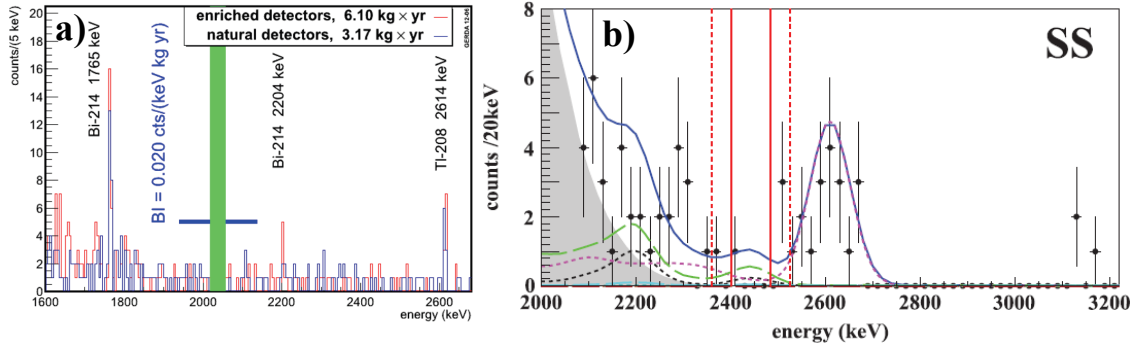 a)
enriched detectors, 6.10 kg × yr
natural detectors, 3.17 kg × yr
GERDA 12-06
counts/(5 keV)
20
18
16
14
12
10
8
6
4
2
0
Bi-214 1765 keV
BI = 0.020 cts/(keV kg yr)
Bi-214 2204 keV
Tl-208 2614 keV
1600
1800
2000
2200
2400
2600
energy (keV)
b)
SS
counts /20keV
8
6
4
2
0
2000
2200
2400
2600
2800
3000
3200
energy (keV)